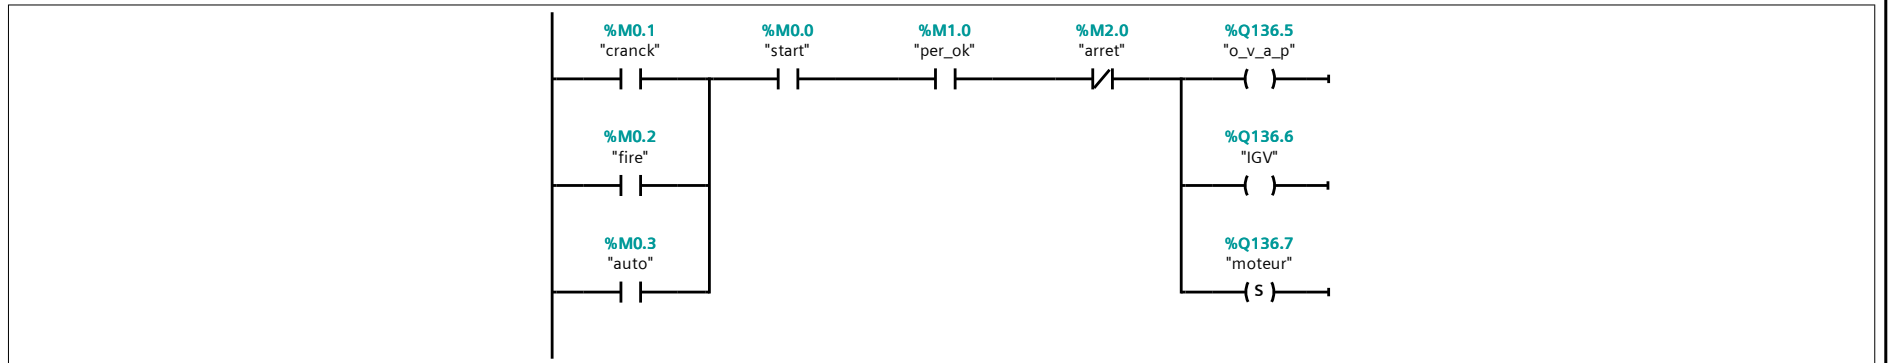 %M0.1 %M0.0 %M1.0 %M2.0 %Q136.5
"cranck" "start" "per_ok" "arret" "o_v_a_p"
%M0.2 %Q136.6
"fire" "IGV"
%M0.3 %Q136.7
"auto" "moteur"
S